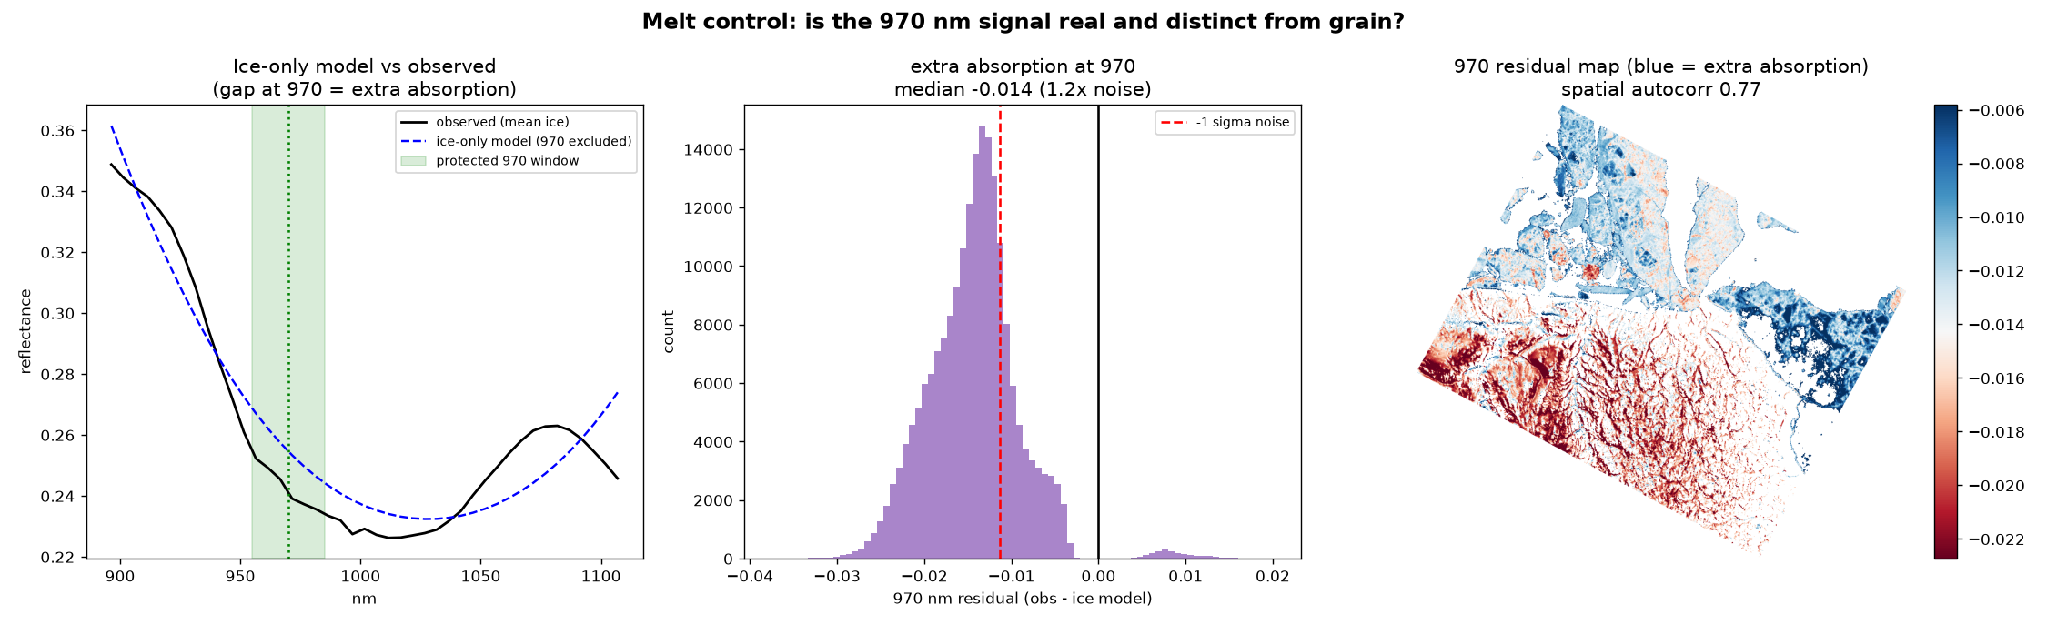 Melt control: is the 970 nm signal real and distinct from grain?
Ice-only model vs observed
(gap at 970 = extra absorption)
0.36
0.34
0.32
0.30
0.28
0.26
0.24
0.22
reflectance
900
950
1000
1050
1100
nm
observed (mean ice)
ice-only model (970 excluded)
protected 970 window
extra absorption at 970
median -0.014 (1.2x noise)
14000
12000
10000
8000
6000
4000
2000
0
count
−0.04
−0.03
−0.02
−0.01
0.00
0.01
0.02
970 nm residual (obs - ice model)
-1 sigma noise
970 residual map (blue = extra absorption)
spatial autocorr 0.77
−0.006
−0.008
−0.010
−0.012
−0.014
−0.016
−0.018
−0.020
−0.022